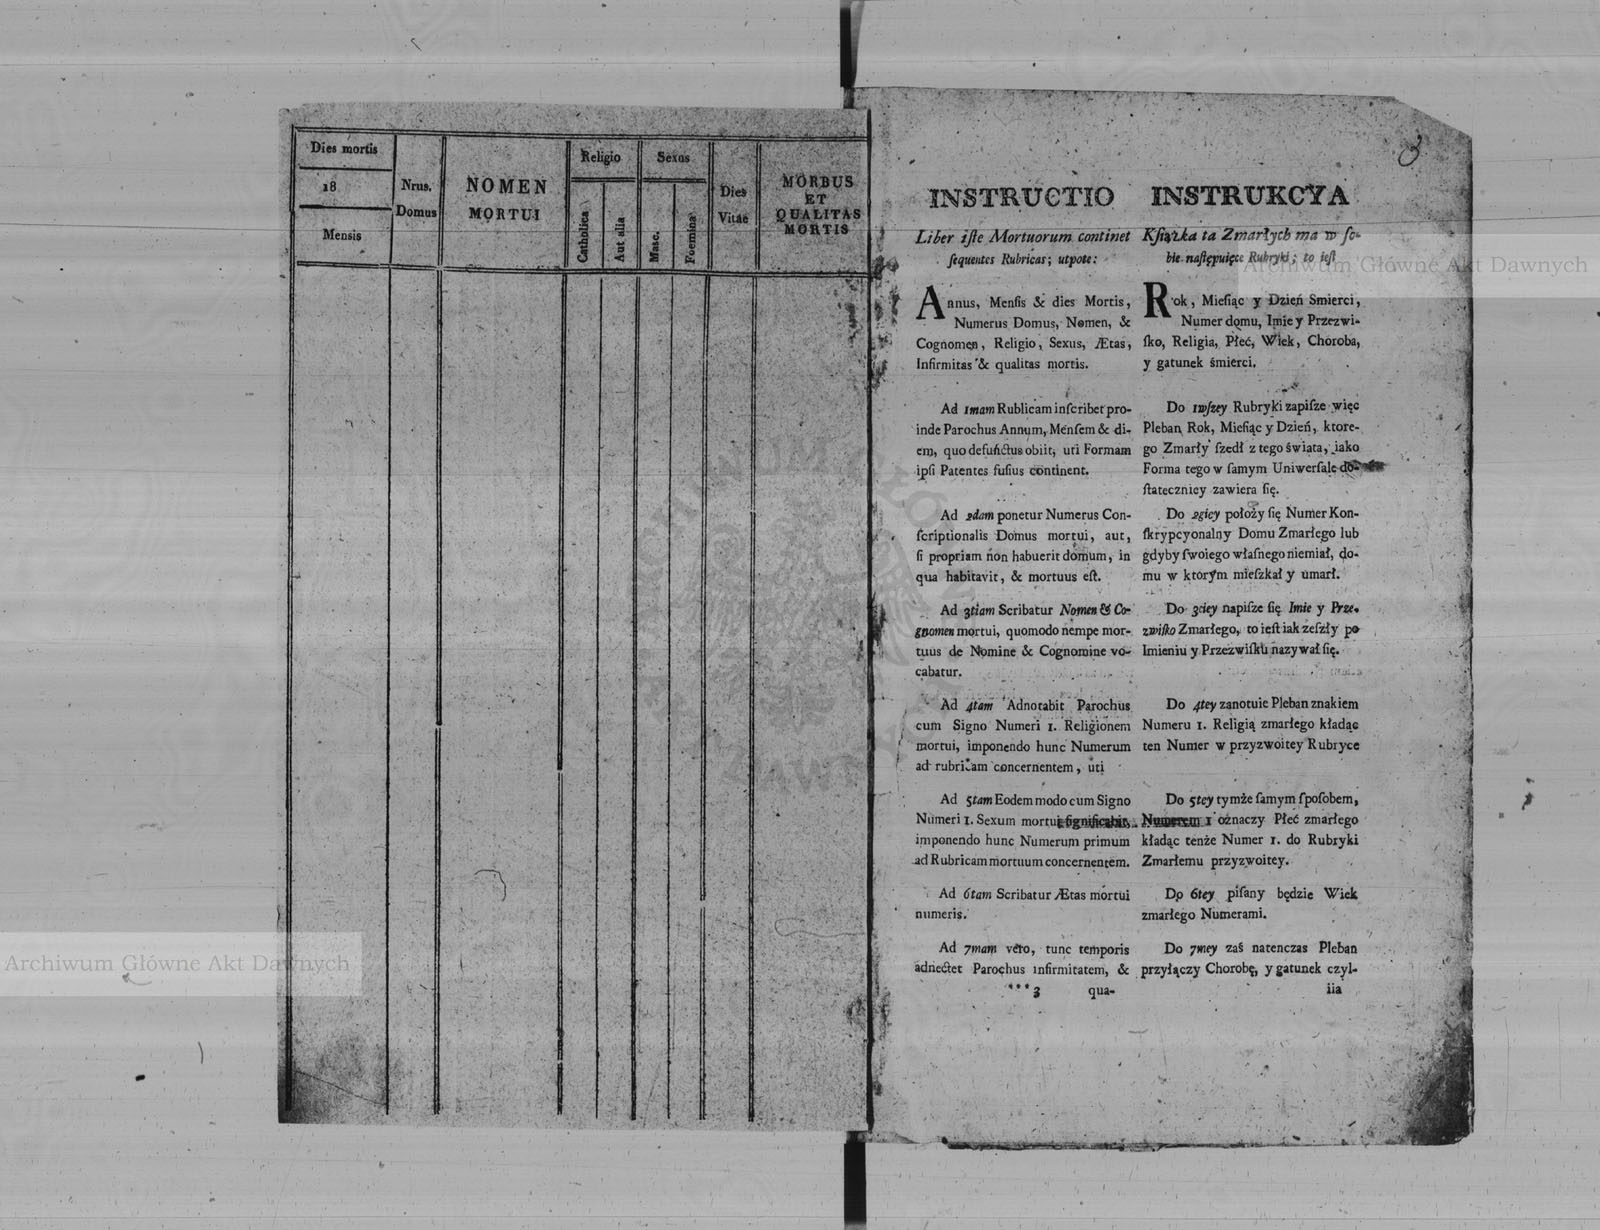 Dies mortis
18
Mensis
Nrus.
Domus
NOMEN
MORTUI
Religio
Catholica
Aut alia
Sexus
Masc.
Foemina
Dies
Vitae
MORBUS
ET
QUALITAS
MORTIS
3
INSTRUCTIO
Liber iſte Mortuorum continet
ſequentes Rubricas; utpote:
Annus, Menſis & dies Mortis,
Numerus Domus, Nomen, &
Cognomen, Religio, Sexus, Ætas,
Infirmitas & qualitas mortis.
Ad 1mam Rublicam inſcribet pro-
inde Parochus Annum, Menſem & di-
em, quo defunctus obiit, uti Formam
ipſi Patentes fuſius continent.
Ad 2dam ponetur Numerus Con-
ſcriptionalis Domus mortui, aut,
ſi propriam non habuerit domum, in
qua habitavit, & mortuus eſt.
Ad 3tiam Scribatur Nomen & Co-
gnomen mortui, quomodo nempe mor-
tuus de Nomine & Cognomine vo-
cabatur.
Ad 4tam Adnotabit Parochus
cum Signo Numeri 1. Religionem
mortui, imponendo hunc Numerum
ad rubricam concernentem, uti
Ad 5tam Eodem modo cum Signo
Numeri 1. Sexum mortui ſignificabit,
imponendo hunc Numerum primum
ad Rubricam mortuum concernentem.
Ad 6tam Scribatur Ætas mortui
numeris.
Ad 7mam vero, tunc temporis
adnectet Parochus infirmitatem, &
***3 qua-
INSTRUKCYA
Kſiążka ta Zmarłych ma w ſo-
bie naſtępuięce Rubryki; to ieſt
Rok, Mieſiąc y Dzień Smierci,
Numer domu, Imie y Przezwi-
ſko, Religia, Płeć, Wiek, Choroba,
y gatunek śmierci.
Do 1wſzey Rubryki zapiſze więc
Pleban Rok, Mieſiąc y Dzień, ktore-
go Zmarły ſzedł z tego świata, iako
Forma tego w ſamym Uniwerſale do-
ſtateczniey zawiera ſię.
Do 2giey położy ſię Numer Kon-
ſkrypcyonalny Domu Zmarłego lub
gdyby ſwoiego właſnego niemiał, do-
mu w ktorym mieſzkał y umarł.
Do 3ciey napiſze ſię Imie y Prze-
zwiſko Zmarłego, to ieſt iak zeſzły po
Imieniu y Przezwiſku nazywał ſię.
Do 4tey zanotuie Pleban znakiem
Numeru 1. Religią zmarłego kładąc
ten Numer w przyzwoitey Rubryce
Do 5tey tymże ſamym ſpoſobem,
Numerem 1 oznaczy Płeć zmarłego
kładąc tenże Numer 1. do Rubryki
Zmarłemu przyzwoitey.
Do 6tey piſany będzie Wiek
zmarłego Numerami.
Do 7mey zaś natenczas Pleban
przyłączy Chorobę, y gatunek czyl-
iia
Archiwum Główne Akt Dawnych
Archiwum Główne Akt Dawnych
ARCHIWUM GŁÓWNE AKT DAWNYCH